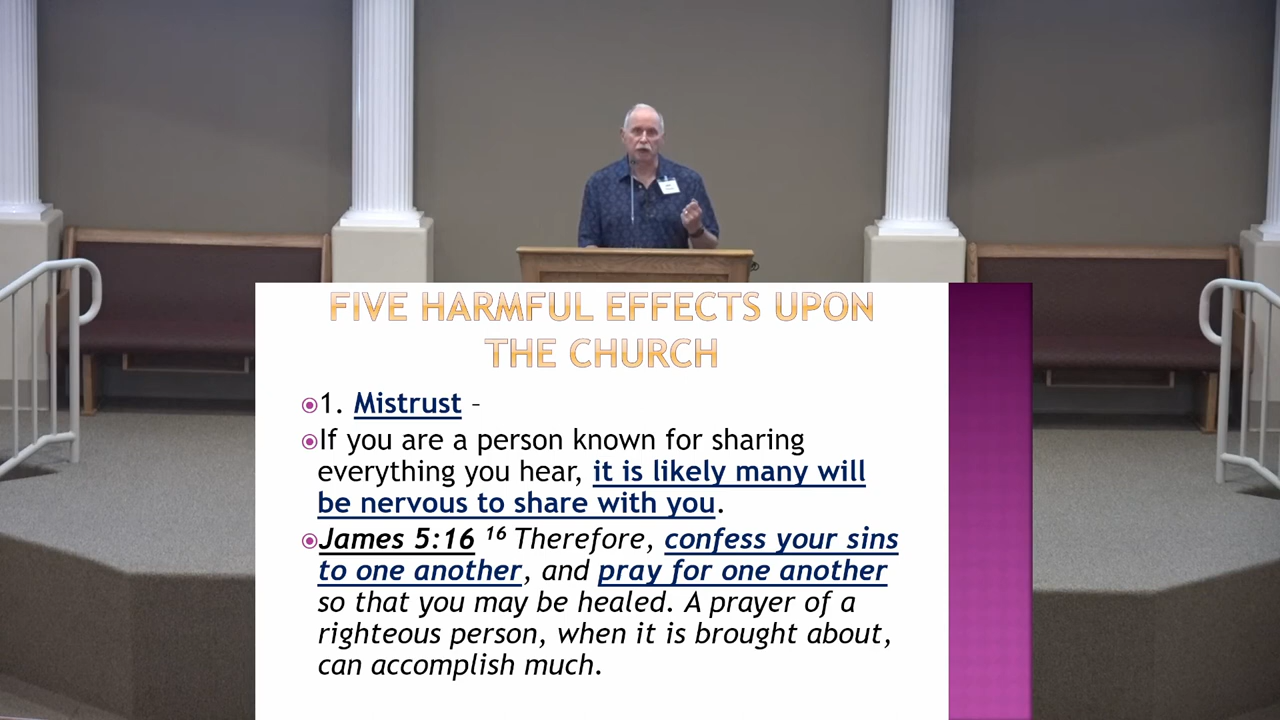 FIVE HARMFUL EFFECTS UPON
THE CHURCH
1. Mistrust –
If you are a person known for sharing
everything you hear, it is likely many will
be nervous to share with you.
James 5:16 16 Therefore, confess your sins
to one another, and pray for one another
so that you may be healed. A prayer of a
righteous person, when it is brought about,
can accomplish much.